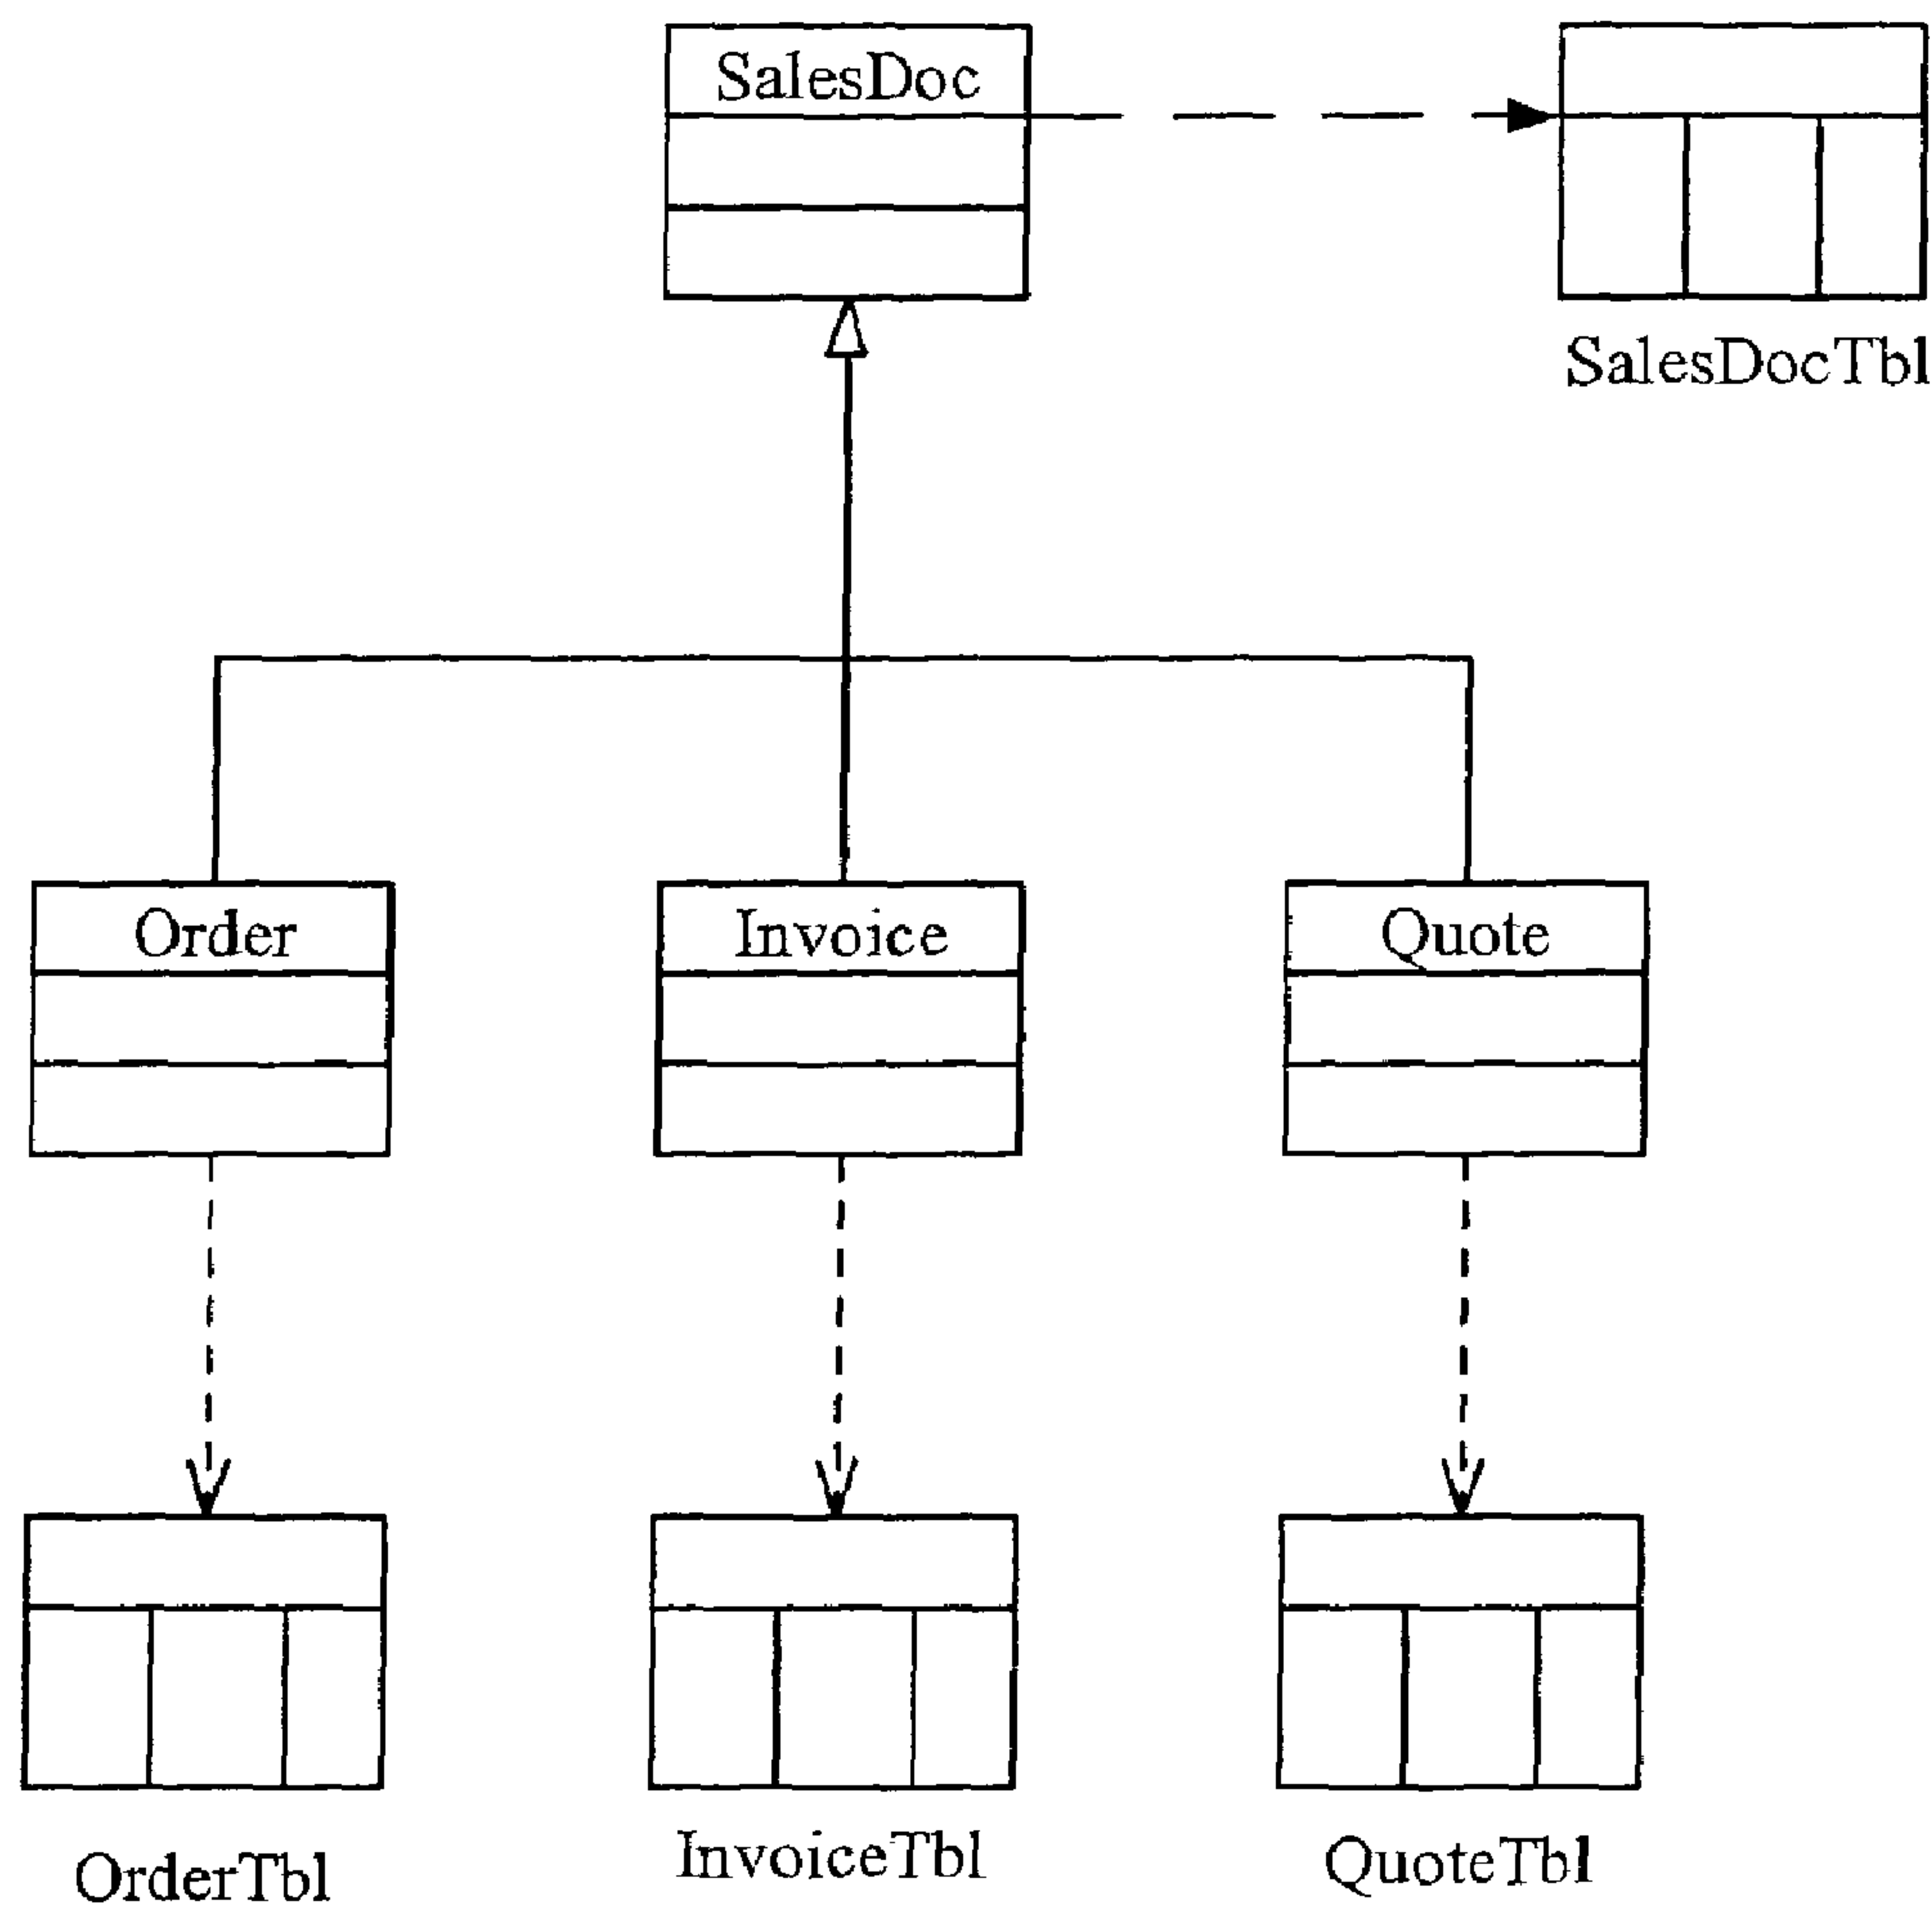 SalesDoc
SalesDocTbl
Order
Invoice
Quote
OrderTbl
InvoiceTbl
QuoteTbl